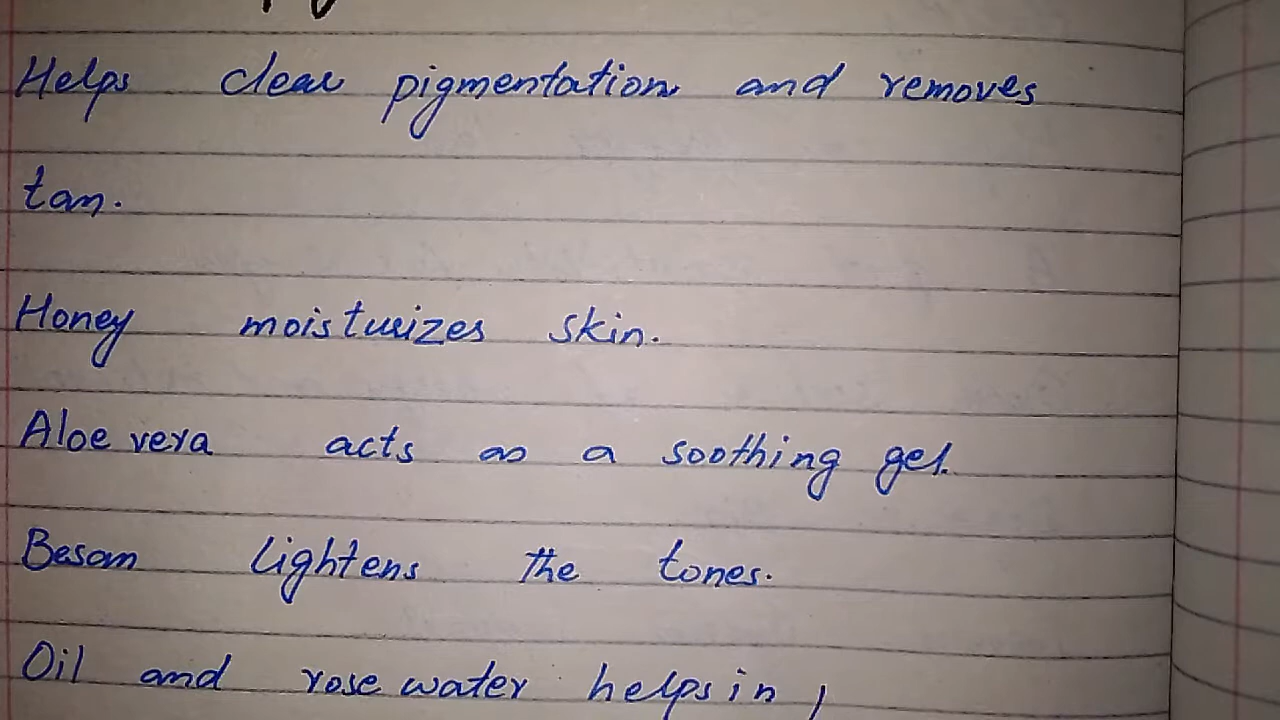 Helps clear pigmentation and removes
tan.
Honey moisturizes skin.
Aloe vera acts as a soothing gel.
Besan lightens the tones.
Oil and rose water helps in